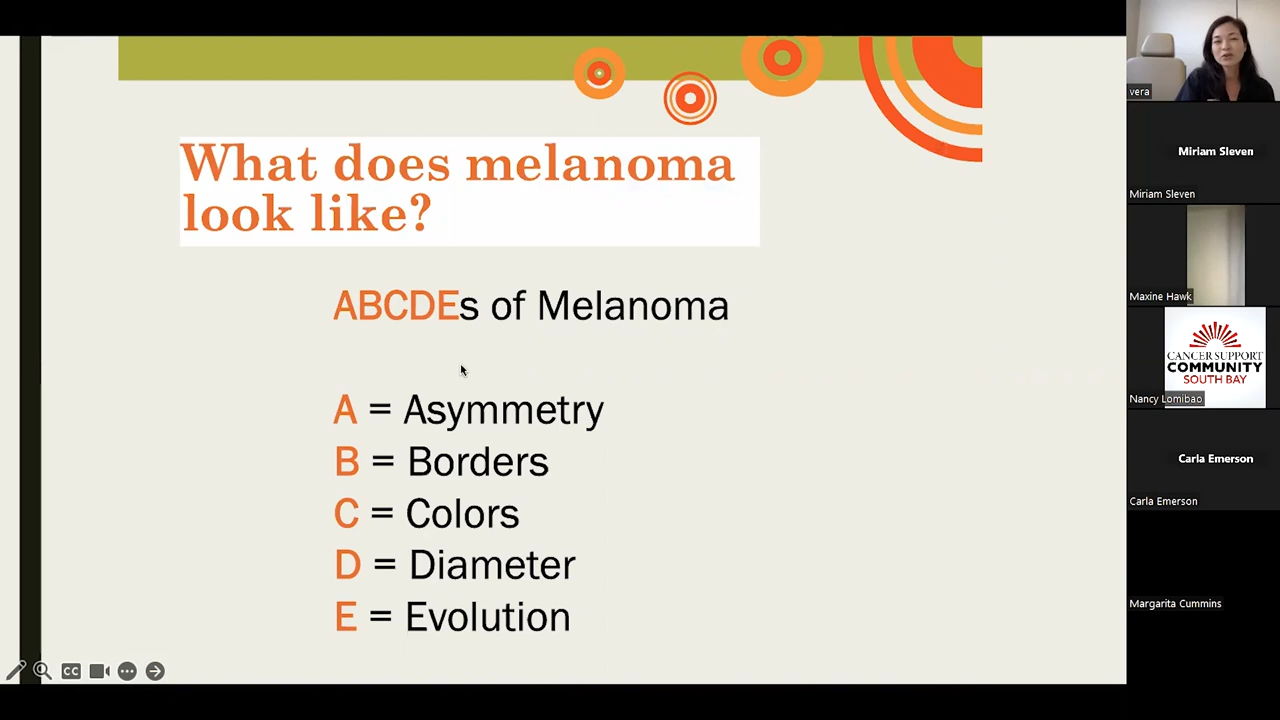 What does melanoma
look like?
ABCDEs of Melanoma
A = Asymmetry
B = Borders
C = Colors
D = Diameter
E = Evolution
CC
vera
Miriam Sleven
Miriam Sleven
Maxine Hawk
CANCER SUPPORT
COMMUNITY
SOUTH BAY
Nancy Lomibao
Carla Emerson
Carla Emerson
Margarita Cummins